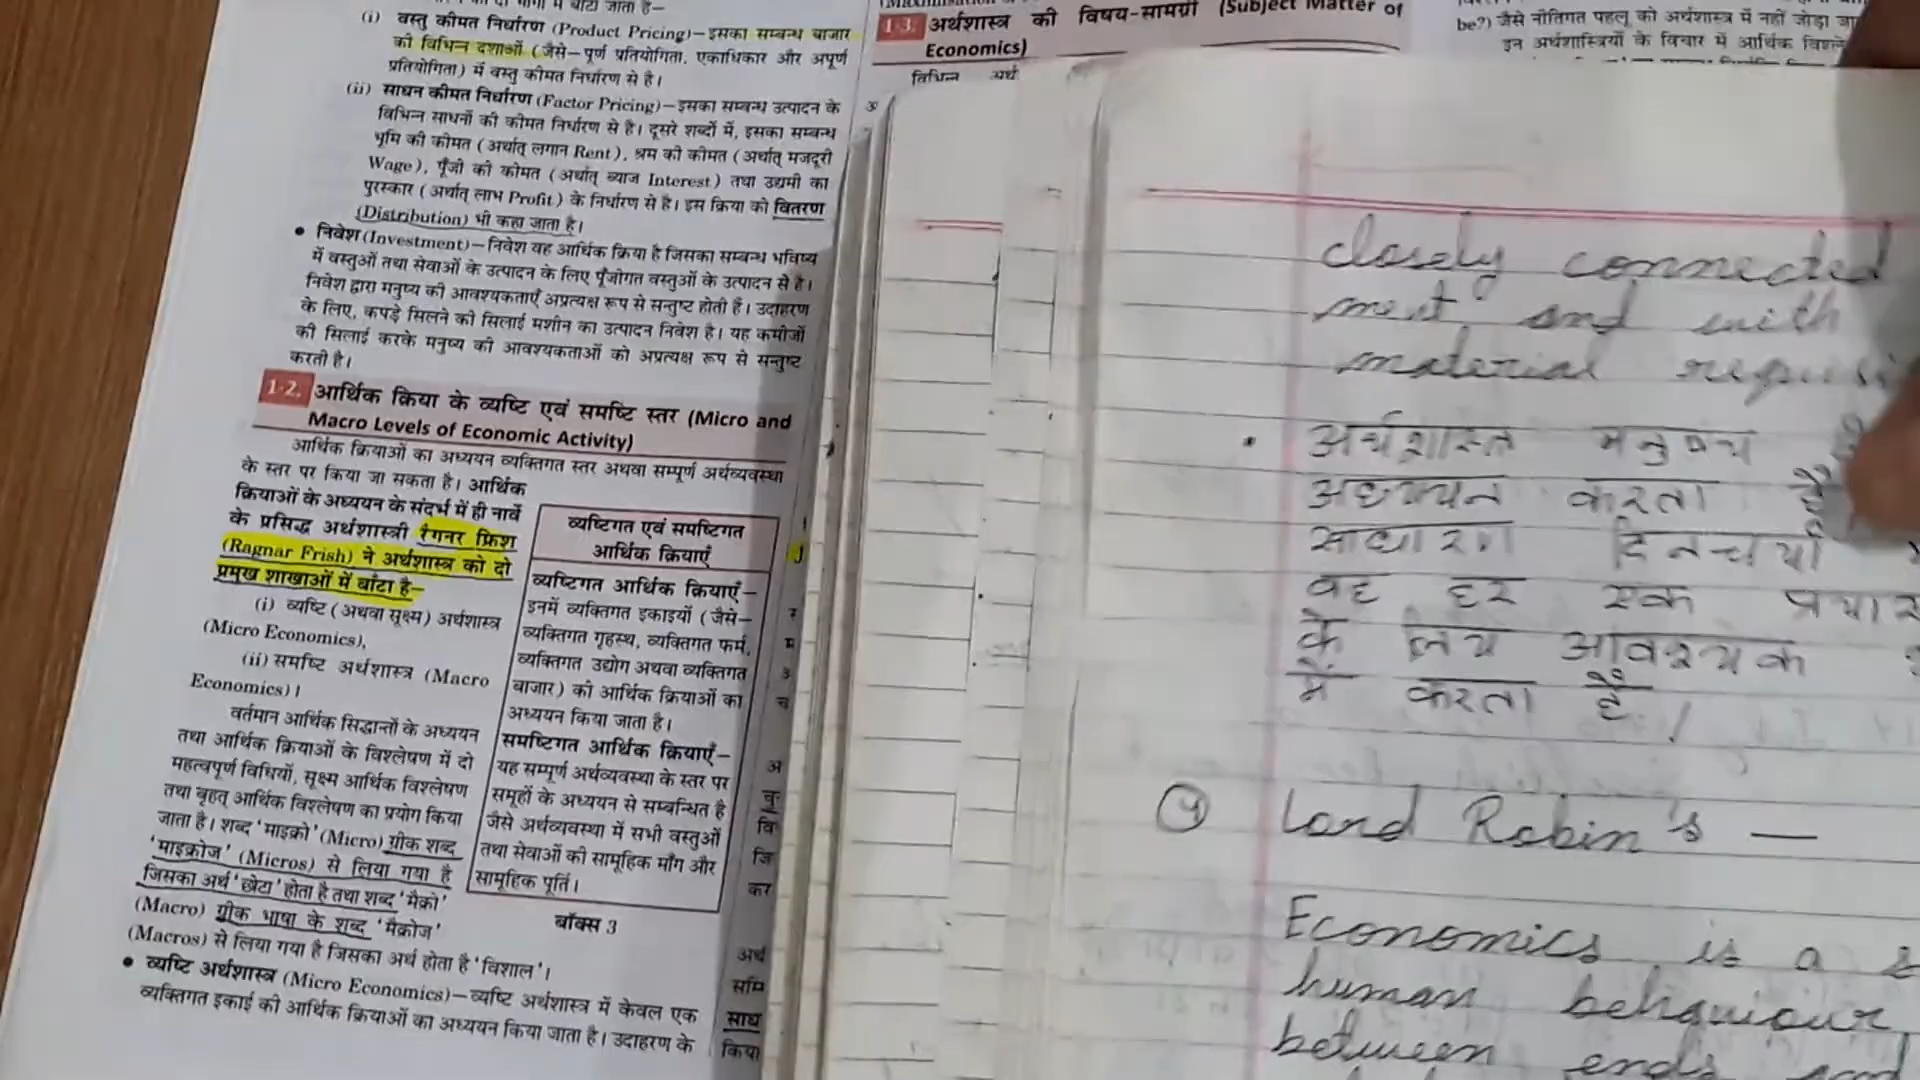 (i) वस्तु कीमत निर्धारण (Product Pricing)—इसका सम्बन्ध बाजार
की विभिन्न दशाओं (जैसे—पूर्ण प्रतियोगिता, एकाधिकार और अपूर्ण
प्रतियोगिता) में वस्तु कीमत निर्धारण से है।
(ii) साधन कीमत निर्धारण (Factor Pricing)—इसका सम्बन्ध उत्पादन के
विभिन्न साधनों की कीमत निर्धारण से है। दूसरे शब्दों में, इसका सम्बन्ध
भूमि की कीमत (अर्थात् लगान Rent), श्रम की कीमत (अर्थात् मजदूरी
Wage), पूँजी की कीमत (अर्थात् ब्याज Interest) तथा उद्यमी का
पुरस्कार (अर्थात् लाभ Profit) के निर्धारण से है। इस क्रिया को वितरण
(Distribution) भी कहा जाता है।
• निवेश (Investment)—निवेश वह आर्थिक क्रिया है जिसका सम्बन्ध भविष्य
में वस्तुओं तथा सेवाओं के उत्पादन के लिए पूँजीगत वस्तुओं के उत्पादन से है।
निवेश द्वारा मनुष्य की आवश्यकताएँ अप्रत्यक्ष रूप से सन्तुष्ट होती हैं। उदाहरण
के लिए, कपड़े सिलने की सिलाई मशीन का उत्पादन निवेश है। यह कमीजों
की सिलाई करके मनुष्य की आवश्यकताओं को अप्रत्यक्ष रूप से सन्तुष्ट
करती है।
1·2. आर्थिक क्रिया के व्यष्टि एवं समष्टि स्तर (Micro and
Macro Levels of Economic Activity)
आर्थिक क्रियाओं का अध्ययन व्यक्तिगत स्तर अथवा सम्पूर्ण अर्थव्यवस्था
के स्तर पर किया जा सकता है। आर्थिक
क्रियाओं के अध्ययन के संदर्भ में ही नार्वे
के प्रसिद्ध अर्थशास्त्री रैगनर फ्रिश
(Ragnar Frish) ने अर्थशास्त्र को दो
प्रमुख शाखाओं में बाँटा है—
(i) व्यष्टि (अथवा सूक्ष्म) अर्थशास्त्र
(Micro Economics),
(ii) समष्टि अर्थशास्त्र (Macro
Economics)।
वर्तमान आर्थिक सिद्धान्तों के अध्ययन
तथा आर्थिक क्रियाओं के विश्लेषण में दो
महत्वपूर्ण विधियों, सूक्ष्म आर्थिक विश्लेषण
तथा बृहत् आर्थिक विश्लेषण का प्रयोग किया
जाता है। शब्द 'माइक्रो' (Micro) ग्रीक शब्द
'माइक्रोज' (Micros) से लिया गया है
जिसका अर्थ 'छोटा' होता है तथा शब्द 'मैक्रो'
(Macro) ग्रीक भाषा के शब्द 'मैक्रोज'
(Macros) से लिया गया है जिसका अर्थ होता है 'विशाल'।
• व्यष्टि अर्थशास्त्र (Micro Economics)—व्यष्टि अर्थशास्त्र में केवल एक
व्यक्तिगत इकाई की आर्थिक क्रियाओं का अध्ययन किया जाता है। उदाहरण के
व्यष्टिगत एवं समष्टिगत
आर्थिक क्रियाएँ
व्यष्टिगत आर्थिक क्रियाएँ—
इनमें व्यक्तिगत इकाइयों (जैसे—
व्यक्तिगत गृहस्थ, व्यक्तिगत फर्म,
व्यक्तिगत उद्योग अथवा व्यक्तिगत
बाजार) की आर्थिक क्रियाओं का
अध्ययन किया जाता है।
समष्टिगत आर्थिक क्रियाएँ—
यह सम्पूर्ण अर्थव्यवस्था के स्तर पर
समूहों के अध्ययन से सम्बन्धित है
जैसे अर्थव्यवस्था में सभी वस्तुओं
तथा सेवाओं की सामूहिक माँग और
सामूहिक पूर्ति।
बॉक्स 3
1·3. अर्थशास्त्र की विषय-सामग्री (Subject Matter of
Economics)
विभिन्न अर्थ
be?) जैसे नीतिगत पहलू को अर्थशास्त्र में नहीं जोड़ा
इन अर्थशास्त्रियों के विचार में आर्थिक
closely connected
ment and with
material
• अर्थशास्त्र मनुष्य
अध्ययन करता है
साधारण दिनचर्या
वह हर एक
के लिये आवश्यक
में करता है।
④ Lord Robin's —
Economics is a
human behaviour
between ends and